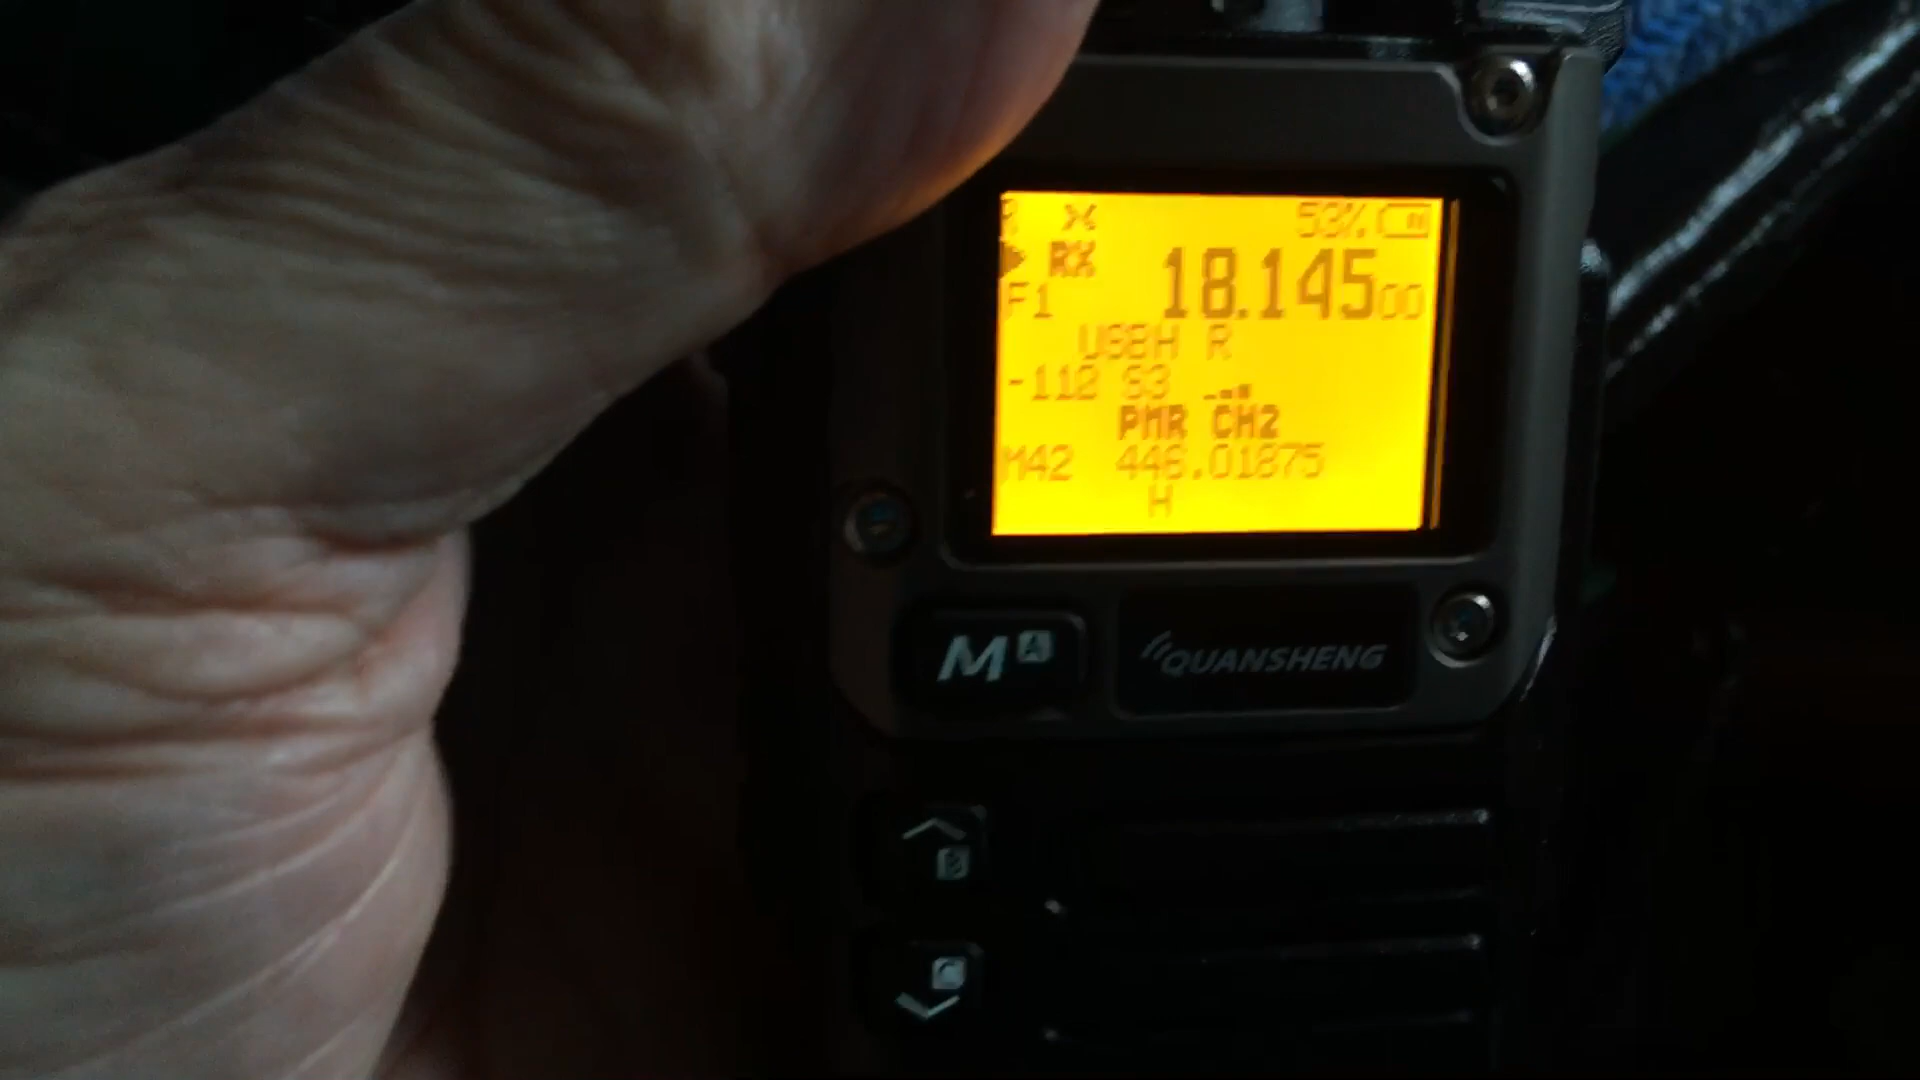 53%
RX 18.14500
F1
USBH R
-112 S3
PMR CH2
M42 446.01875
H
M A
QUANSHENG
B
C